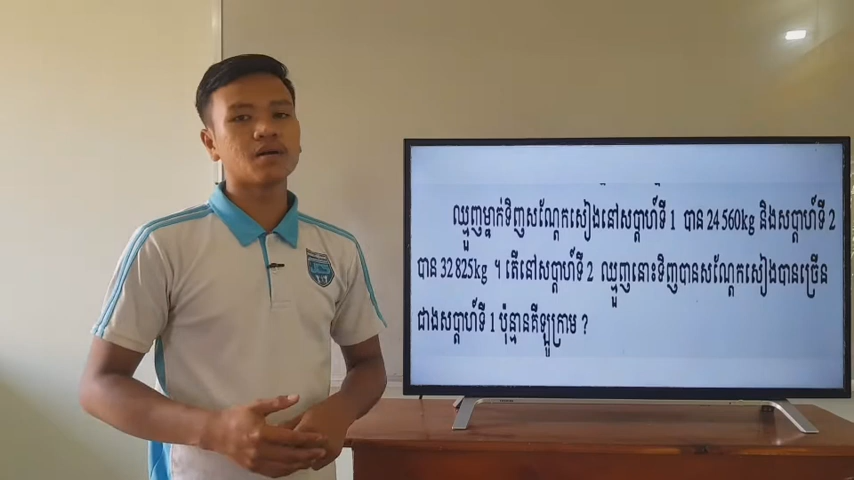 ឈ្មួញម្នាក់ទិញសណ្ដែកសៀងនៅសប្ដាហ៍ទី 1 បាន 24 560kg និងសប្ដាហ៍ទី 2
បាន 32 825kg ។ តើនៅសប្ដាហ៍ទី 2 ឈ្មួញនោះទិញបានសណ្ដែកសៀងបានច្រើន
ជាងសប្ដាហ៍ទី 1 ប៉ុន្មានគីឡូក្រាម ?